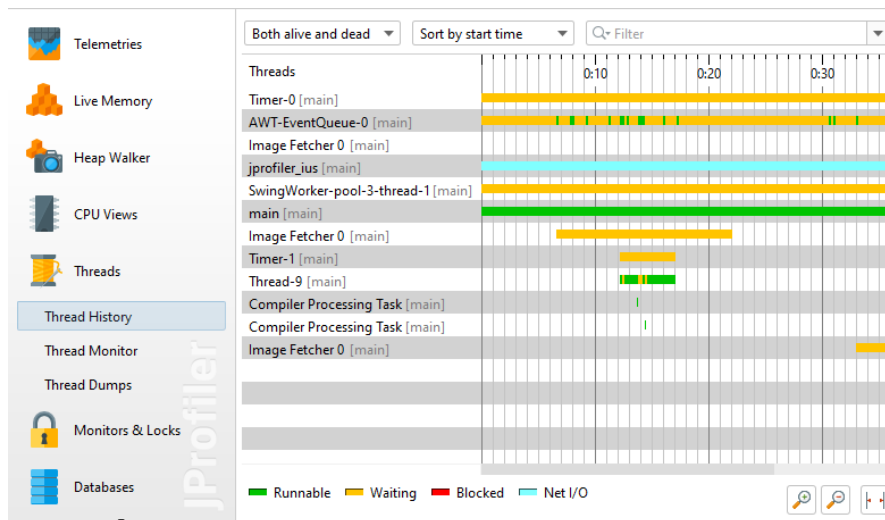 Telemetries
Live Memory
Heap Walker
CPU Views
Threads
Thread History
Thread Monitor
Thread Dumps
Monitors & Locks
Databases
JProfiler
Both alive and dead
Sort by start time
Filter
Threads
0:10 0:20 0:30
Timer-0 [main]
AWT-EventQueue-0 [main]
Image Fetcher 0 [main]
jprofiler_ius [main]
SwingWorker-pool-3-thread-1 [main]
main [main]
Image Fetcher 0 [main]
Timer-1 [main]
Thread-9 [main]
Compiler Processing Task [main]
Compiler Processing Task [main]
Image Fetcher 0 [main]
Runnable Waiting Blocked Net I/O